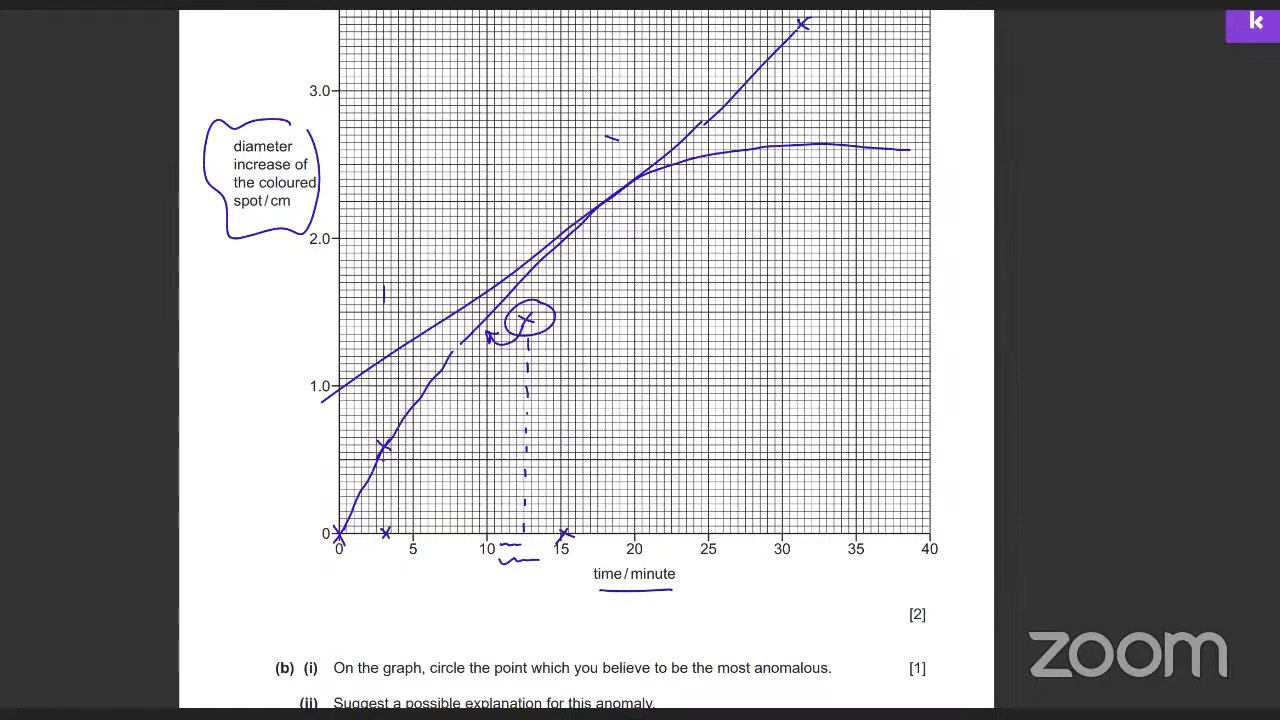 k
3.0
diameter
increase of
the coloured
spot / cm
2.0
1.0
0
0 5 10 15 20 25 30 35 40
time / minute
[2]
(b) (i) On the graph, circle the point which you believe to be the most anomalous. [1]
(ii) Suggest a possible explanation for this anomaly.
zoom